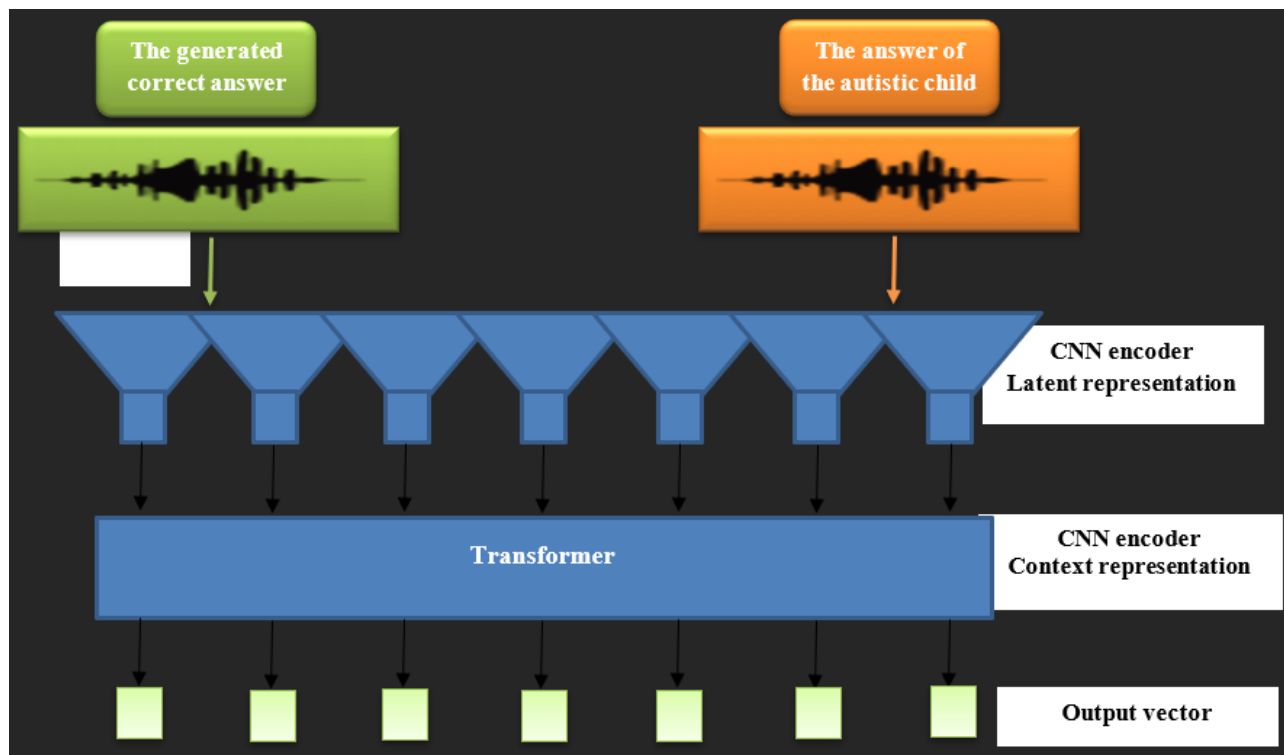 The generated
correct answer
The answer of
the autistic child
CNN encoder
Latent representation
Transformer
CNN encoder
Context representation
Output vector